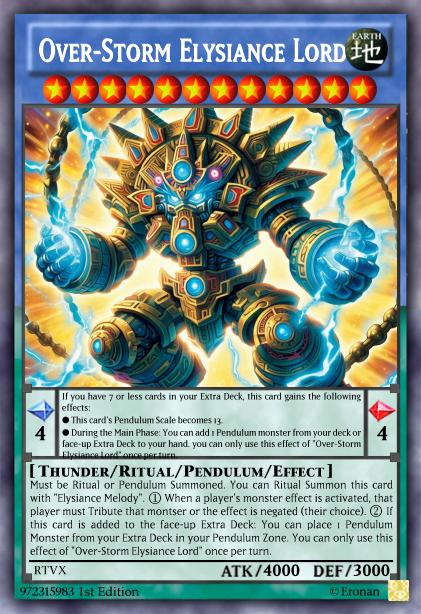 Over-Storm Elysiance Lord
EARTH
地
If you have 7 or less cards in your Extra Deck, this card gains the following
effects:
● This card's Pendulum Scale becomes 13.
● During the Main Phase: You can add 1 Pendulum monster from your deck or
face-up Extra Deck to your hand. you can only use this effect of "Over-Storm
Elysiance Lord" once per turn.
4
4
[ Thunder/Ritual/Pendulum/Effect ]
Must be Ritual or Pendulum Summoned. You can Ritual Summon this card
with "Elysiance Melody". ① When a player's monster effect is activated, that
player must Tribute that montser or the effect is negated (their choice). ② If
this card is added to the face-up Extra Deck: You can place 1 Pendulum
Monster from your Extra Deck in your Pendulum Zone. You can only use this
effect of "Over-Storm Elysiance Lord" once per turn.
RTVX
ATK/4000 DEF/3000
972315983 1st Edition
© Eronan